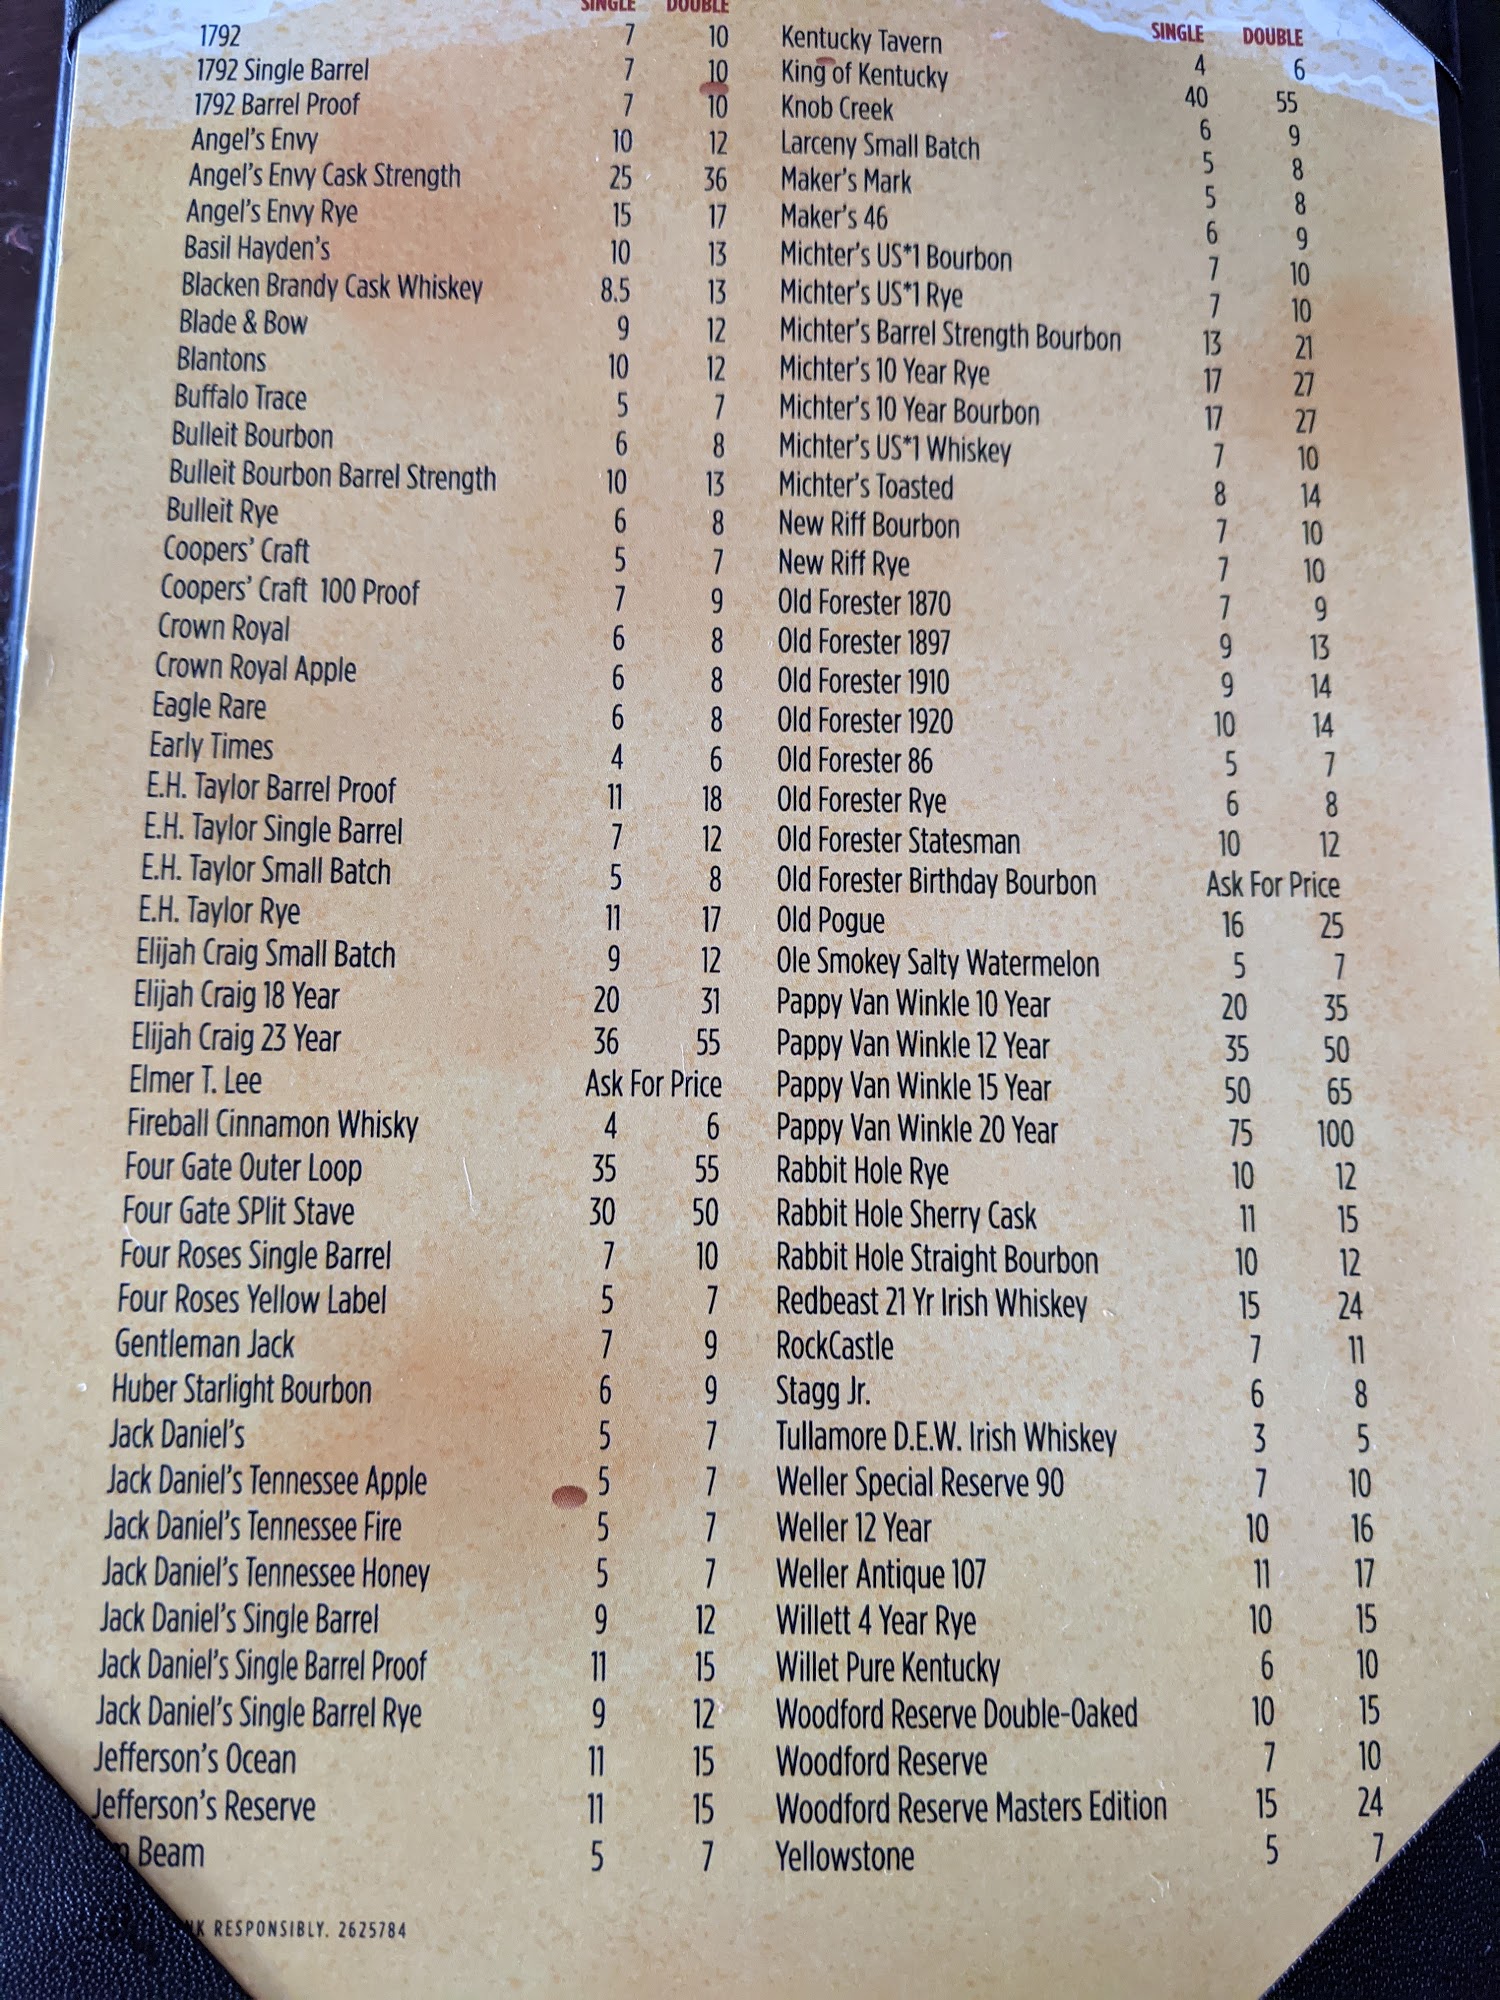 SINGLE DOUBLE
1792 7 10
1792 Single Barrel 7 10
1792 Barrel Proof 7 10
Angel's Envy 10 12
Angel's Envy Cask Strength 25 36
Angel's Envy Rye 15 17
Basil Hayden's 10 13
Blacken Brandy Cask Whiskey 8.5 13
Blade & Bow 9 12
Blantons 10 12
Buffalo Trace 5 7
Bulleit Bourbon 6 8
Bulleit Bourbon Barrel Strength 10 13
Bulleit Rye 6 8
Coopers' Craft 5 7
Coopers' Craft 100 Proof 7 9
Crown Royal 6 8
Crown Royal Apple 6 8
Eagle Rare 6 8
Early Times 4 6
E.H. Taylor Barrel Proof 11 18
E.H. Taylor Single Barrel 7 12
E.H. Taylor Small Batch 5 8
E.H. Taylor Rye 11 17
Elijah Craig Small Batch 9 12
Elijah Craig 18 Year 20 31
Elijah Craig 23 Year 36 55
Elmer T. Lee Ask For Price
Fireball Cinnamon Whisky 4 6
Four Gate Outer Loop 35 55
Four Gate SPlit Stave 30 50
Four Roses Single Barrel 7 10
Four Roses Yellow Label 5 7
Gentleman Jack 7 9
Huber Starlight Bourbon 6 9
Jack Daniel's 5 7
Jack Daniel's Tennessee Apple 5 7
Jack Daniel's Tennessee Fire 5 7
Jack Daniel's Tennessee Honey 5 7
Jack Daniel's Single Barrel 9 12
Jack Daniel's Single Barrel Proof 11 15
Jack Daniel's Single Barrel Rye 9 12
Jefferson's Ocean 11 15
Jefferson's Reserve 11 15
Beam 5 7
RESPONSIBLY. 2625784
SINGLE DOUBLE
Kentucky Tavern 4 6
King of Kentucky 40 55
Knob Creek 6 9
Larceny Small Batch 5 8
Maker's Mark 5 8
Maker's 46 6 9
Michter's US*1 Bourbon 7 10
Michter's US*1 Rye 7 10
Michter's Barrel Strength Bourbon 13 21
Michter's 10 Year Rye 17 27
Michter's 10 Year Bourbon 17 27
Michter's US*1 Whiskey 7 10
Michter's Toasted 8 14
New Riff Bourbon 7 10
New Riff Rye 7 10
Old Forester 1870 7 9
Old Forester 1897 9 13
Old Forester 1910 9 14
Old Forester 1920 10 14
Old Forester 86 5 7
Old Forester Rye 6 8
Old Forester Statesman 10 12
Old Forester Birthday Bourbon Ask For Price
Old Pogue 16 25
Ole Smokey Salty Watermelon 5 7
Pappy Van Winkle 10 Year 20 35
Pappy Van Winkle 12 Year 35 50
Pappy Van Winkle 15 Year 50 65
Pappy Van Winkle 20 Year 75 100
Rabbit Hole Rye 10 12
Rabbit Hole Sherry Cask 11 15
Rabbit Hole Straight Bourbon 10 12
Redbeast 21 Yr Irish Whiskey 15 24
RockCastle 7 11
Stagg Jr. 6 8
Tullamore D.E.W. Irish Whiskey 3 5
Weller Special Reserve 90 7 10
Weller 12 Year 10 16
Weller Antique 107 11 17
Willett 4 Year Rye 10 15
Willet Pure Kentucky 6 10
Woodford Reserve Double-Oaked 10 15
Woodford Reserve 7 10
Woodford Reserve Masters Edition 15 24
Yellowstone 5 7